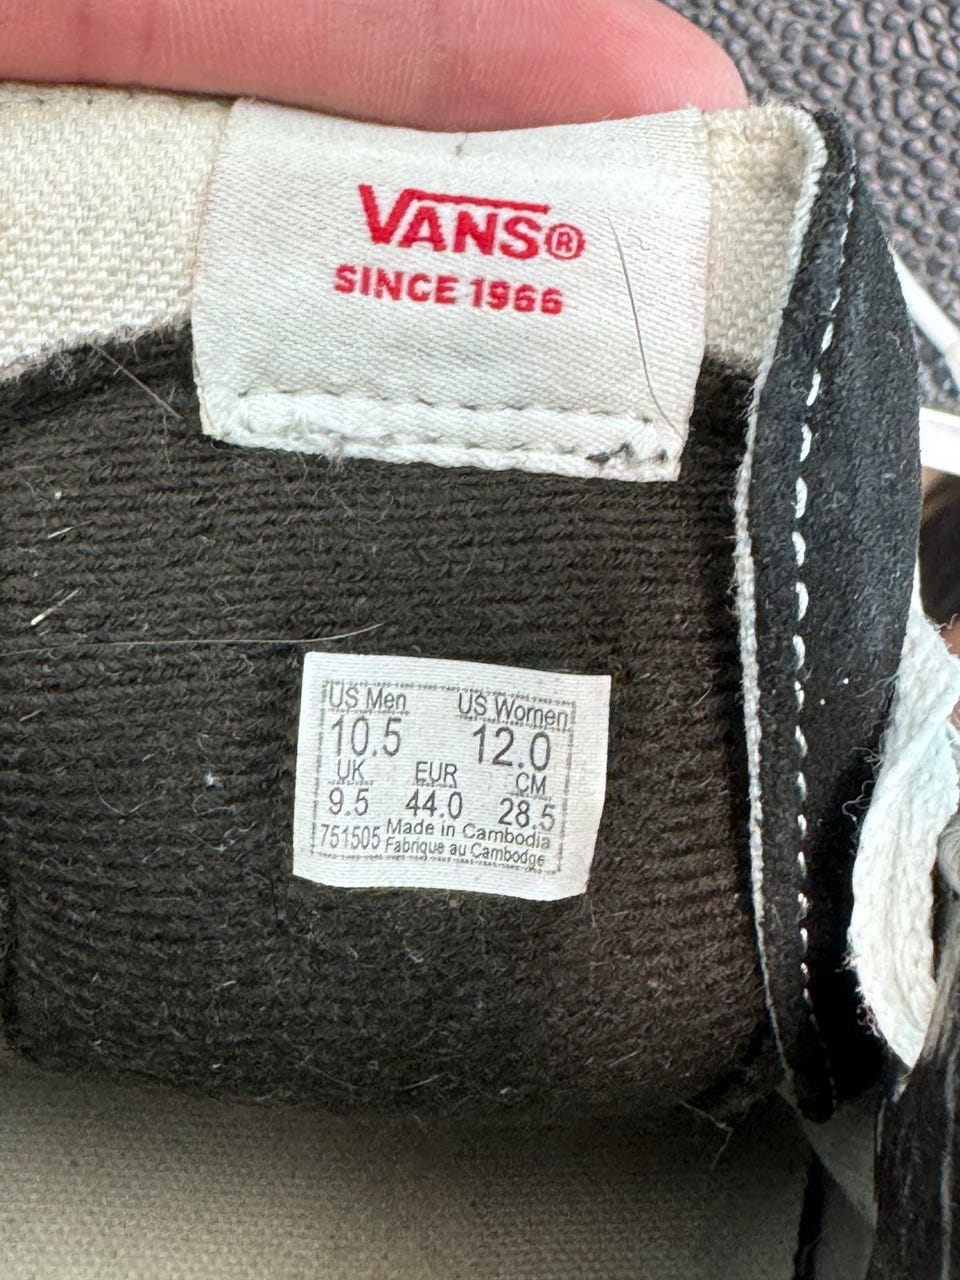 VANS®
SINCE 1966
US Men US Women
10.5 12.0
UK EUR CM
9.5 44.0 28.5
751505 Made in Cambodia
Fabriqué au Cambodge